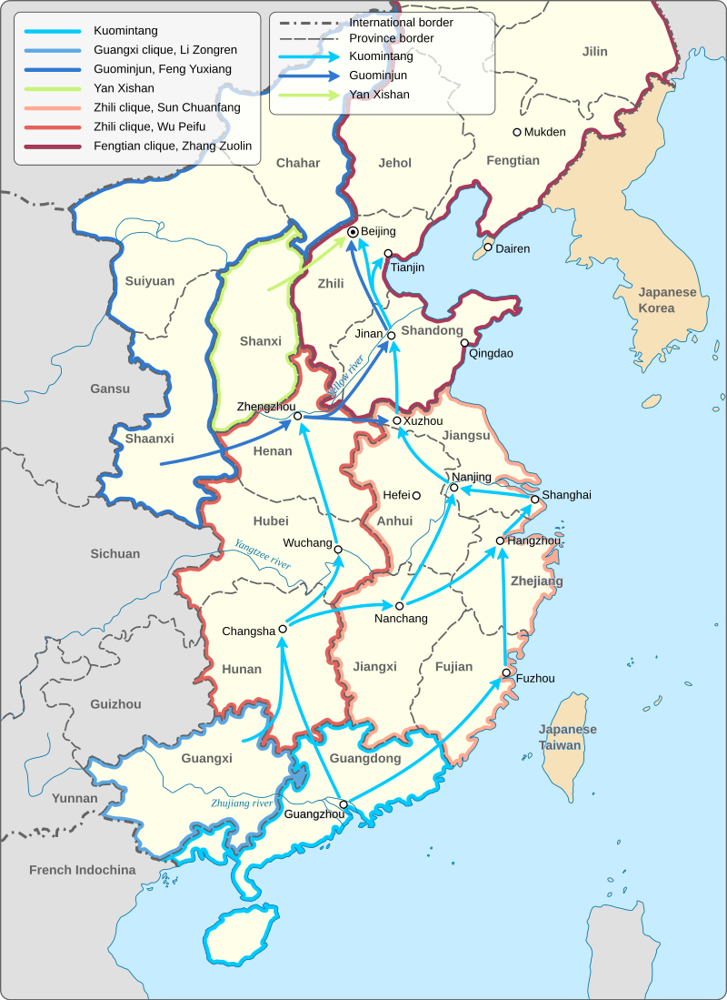 Kuomintang
Guangxi clique, Li Zongren
Guominjun, Feng Yuxiang
Yan Xishan
Zhili clique, Sun Chuanfang
Zhili clique, Wu Peifu
Fengtian clique, Zhang Zuolin
International border
Province border
Kuomintang
Guominjun
Yan Xishan
Jilin
Mukden
Chahar
Jehol
Fengtian
Beijing
Dairen
Tianjin
Suiyuan
Zhili
Japanese
Korea
Shanxi
Jinan
Shandong
Qingdao
Yellow river
Gansu
Zhengzhou
Xuzhou
Shaanxi
Henan
Jiangsu
Nanjing
Hefei
Shanghai
Hubei
Anhui
Wuchang
Hangzhou
Sichuan
Yangtzee river
Zhejiang
Nanchang
Changsha
Hunan
Jiangxi
Fujian
Fuzhou
Guizhou
Japanese
Taiwan
Guangxi
Guangdong
Yunnan
Zhujiang river
Guangzhou
French Indochina